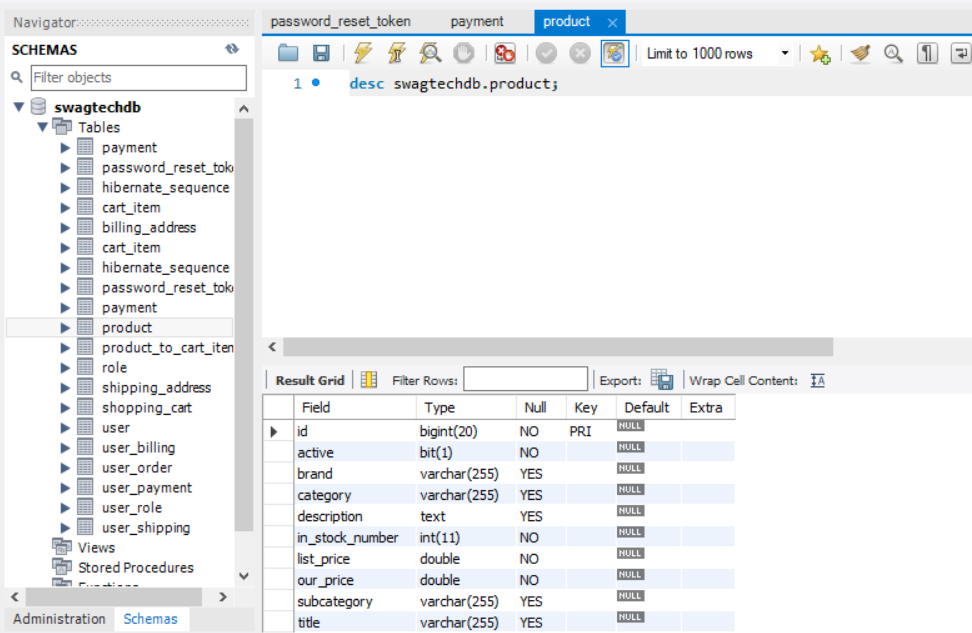 Navigator
SCHEMAS
Filter objects
swagtechdb
Tables
payment
password_reset_tok
hibernate_sequence
cart_item
billing_address
cart_item
hibernate_sequence
password_reset_tok
payment
product
product_to_cart_iten
role
shipping_address
shopping_cart
user
user_billing
user_order
user_payment
user_role
user_shipping
Views
Stored Procedures
Functions
Administration Schemas
password_reset_token payment product
Limit to 1000 rows
1 desc swagtechdb.product;
Result Grid Filter Rows: Export: Wrap Cell Content:
Field Type Null Key Default Extra
id bigint(20) NO PRI NULL
active bit(1) NO NULL
brand varchar(255) YES NULL
category varchar(255) YES NULL
description text YES NULL
in_stock_number int(11) NO NULL
list_price double NO NULL
our_price double NO NULL
subcategory varchar(255) YES NULL
title varchar(255) YES NULL